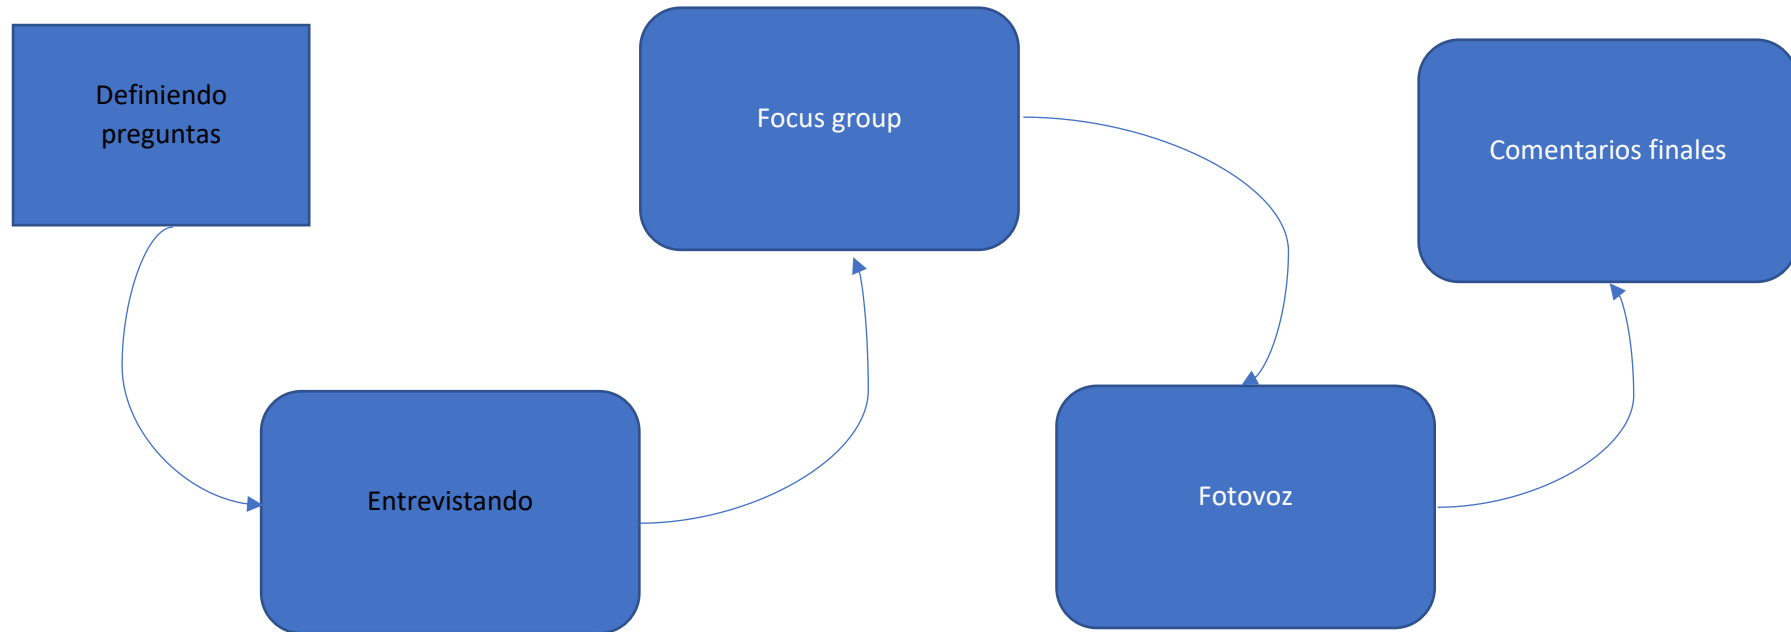 Definiendo
preguntas
Entrevistando
Focus group
Fotovoz
Comentarios finales